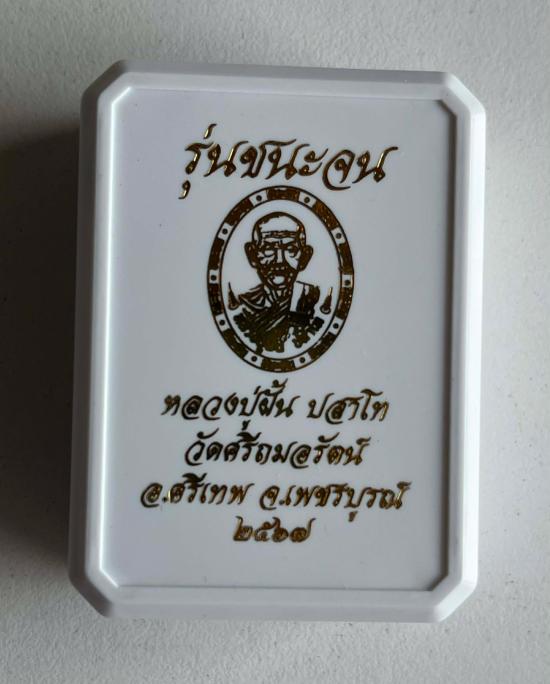 รุ่นชนะจน
หลวงปู่ฝั้น ปสาโท
วัดศรีถมอรัตน์
อ.ศรีเทพ จ.เพชรบูรณ์
๒๕๖๗